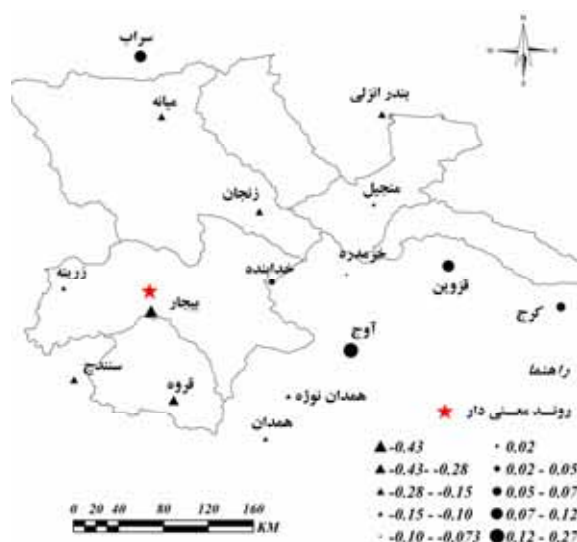 سراب
میانه
بندر انزلی
منجیل
زنجان
خرمدره
خدابنده
زرینه
قزوین
بیجار
کرج
آوج
سنندج
قروه
همدان نوژه
همدان
راهنما
روند معنی دار
-0.43
0.02
-0.43- -0.28
0.02 - 0.05
-0.28 - -0.15
0.05 - 0.07
-0.15 - -0.10
0.07 - 0.12
-0.10 - -0.073
0.12 - 0.27
0 20 40 80 120 160
KM